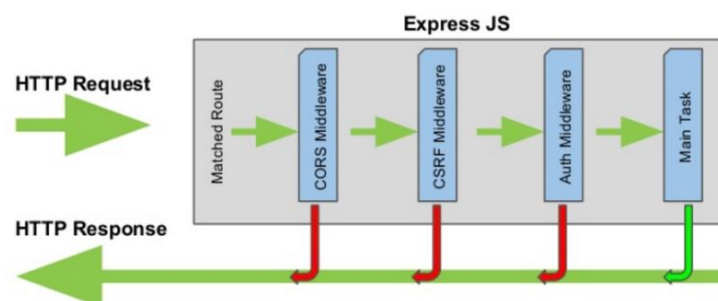 Express JS
HTTP Request
Matched Route
CORS Middleware
CSRF Middleware
Auth Middleware
Main Task
HTTP Response